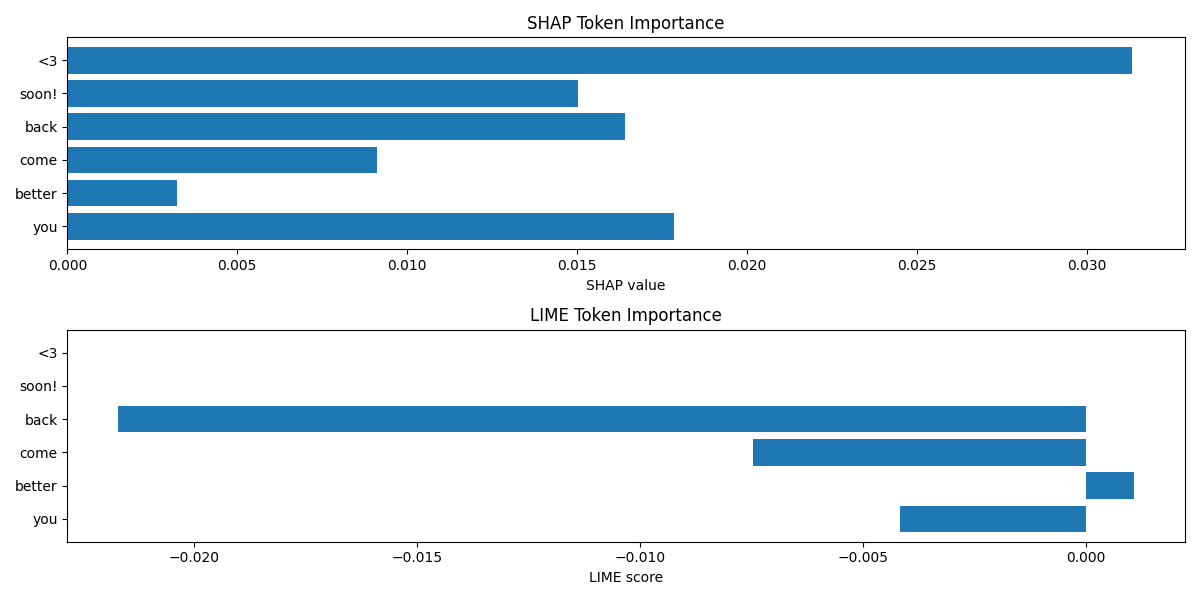 SHAP Token Importance
<3
soon!
back
come
better
you
0.000 0.005 0.010 0.015 0.020 0.025 0.030
SHAP value
LIME Token Importance
<3
soon!
back
come
better
you
−0.020 −0.015 −0.010 −0.005 0.000
LIME score